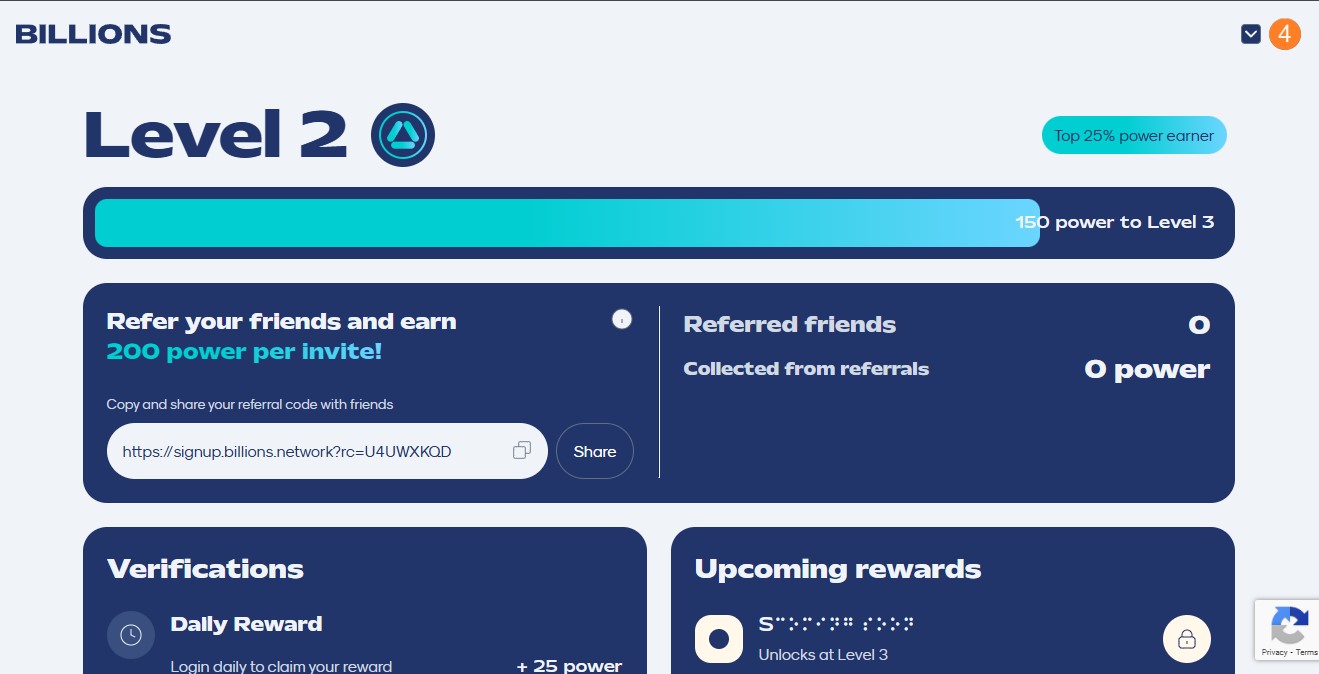 BILLIONS
4
Level 2
Top 25% power earner
150 power to Level 3
Refer your friends and earn
200 power per invite!
Copy and share your referral code with friends
https://signup.billions.network?rc=U4UWXKQD
Share
Referred friends
0
Collected from referrals
0 power
Verifications
Daily Reward
Login daily to claim your reward
+ 25 power
Upcoming rewards
Unlocks at Level 3
Privacy - Terms